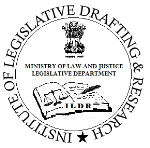 INSTITUTE OF LEGISLATIVE DRAFTING & RESEARCH
MINISTRY OF LAW AND JUSTICE
LEGISLATIVE DEPARTMENT
ILDR